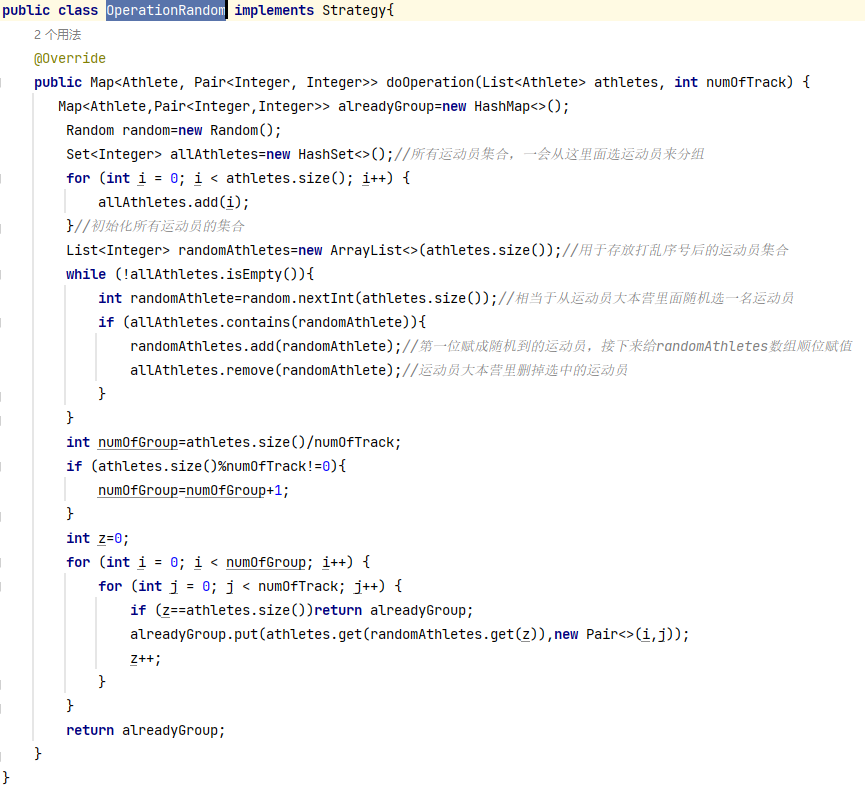 public class OperationRandom implements Strategy{
2 个用法
@Override
public Map<Athlete, Pair<Integer, Integer>> doOperation(List<Athlete> athletes, int numOfTrack) {
Map<Athlete,Pair<Integer,Integer>> alreadyGroup=new HashMap<>();
Random random=new Random();
Set<Integer> allAthletes=new HashSet<>();//所有运动员集合，一会从这里面选运动员来分组
for (int i = 0; i < athletes.size(); i++) {
allAthletes.add(i);
}//初始化所有运动员的集合
List<Integer> randomAthletes=new ArrayList<>(athletes.size());//用于存放打乱序号后的运动员集合
while (!allAthletes.isEmpty()){
int randomAthlete=random.nextInt(athletes.size());//相当于从运动员大本营里面随机选一名运动员
if (allAthletes.contains(randomAthlete)){
randomAthletes.add(randomAthlete);//第一位赋成随机到的运动员，接下来给randomAthletes数组顺位赋值
allAthletes.remove(randomAthlete);//运动员大本营里删掉选中的运动员
}
}
int numOfGroup=athletes.size()/numOfTrack;
if (athletes.size()%numOfTrack!=0){
numOfGroup=numOfGroup+1;
}
int z=0;
for (int i = 0; i < numOfGroup; i++) {
for (int j = 0; j < numOfTrack; j++) {
if (z==athletes.size())return alreadyGroup;
alreadyGroup.put(athletes.get(randomAthletes.get(z)),new Pair<>(i,j));
z++;
}
}
return alreadyGroup;
}
}